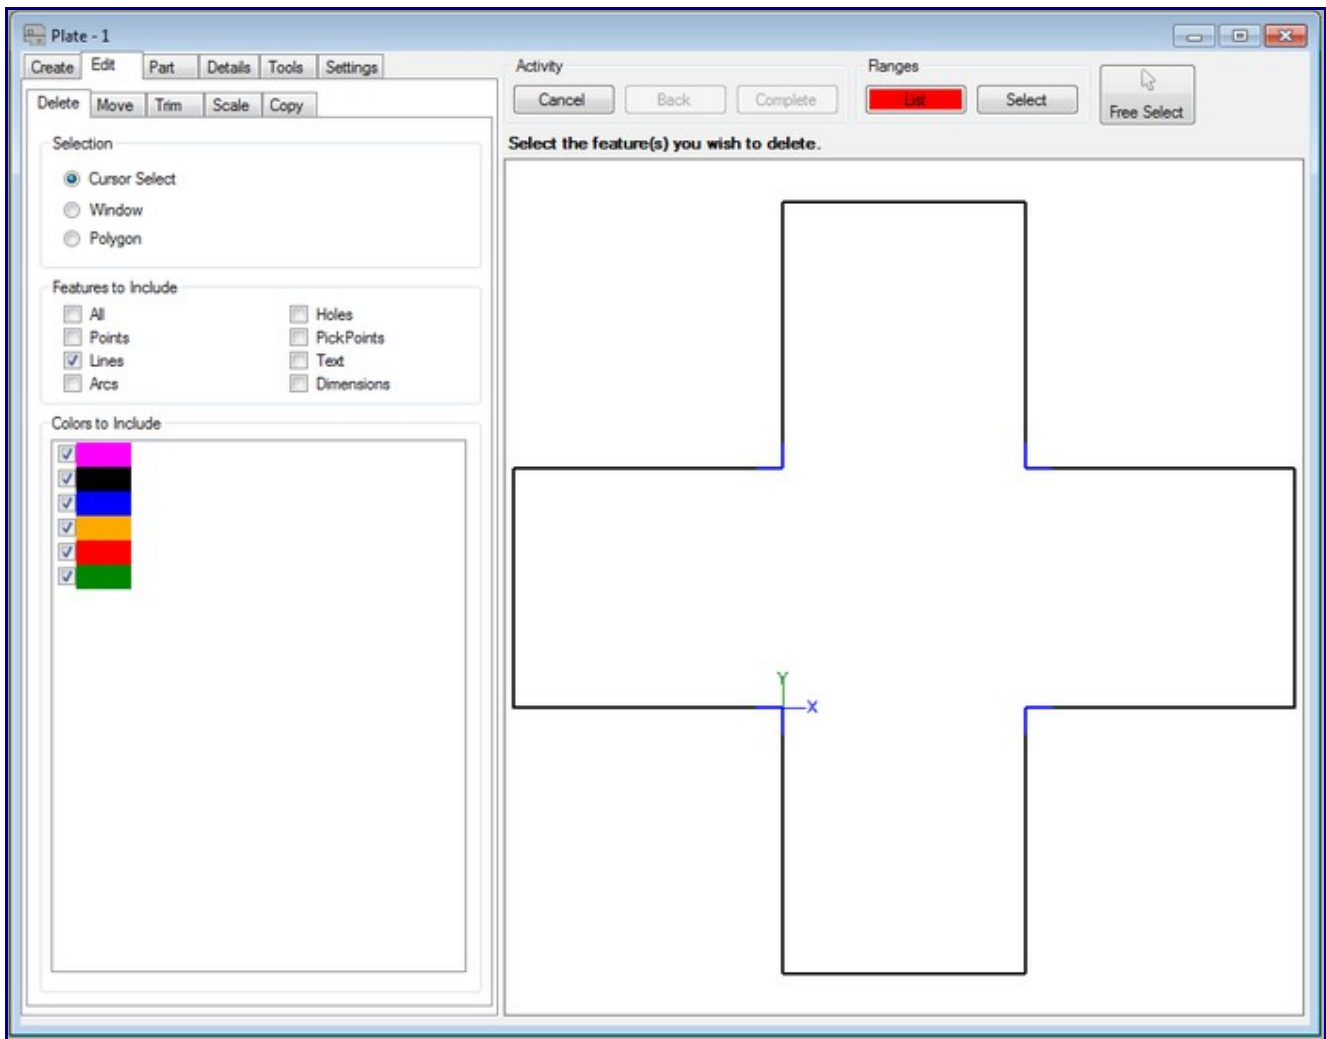 Plate - 1
Create Edit Part Details Tools Settings
Delete Move Trim Scale Copy
Selection
Cursor Select
Window
Polygon
Features to Include
All
Points
Lines
Arcs
Holes
PickPoints
Text
Dimensions
Colors to Include
Activity
Cancel Back Complete
Flanges
List Select
Free Select
Select the feature(s) you wish to delete.
Y
X